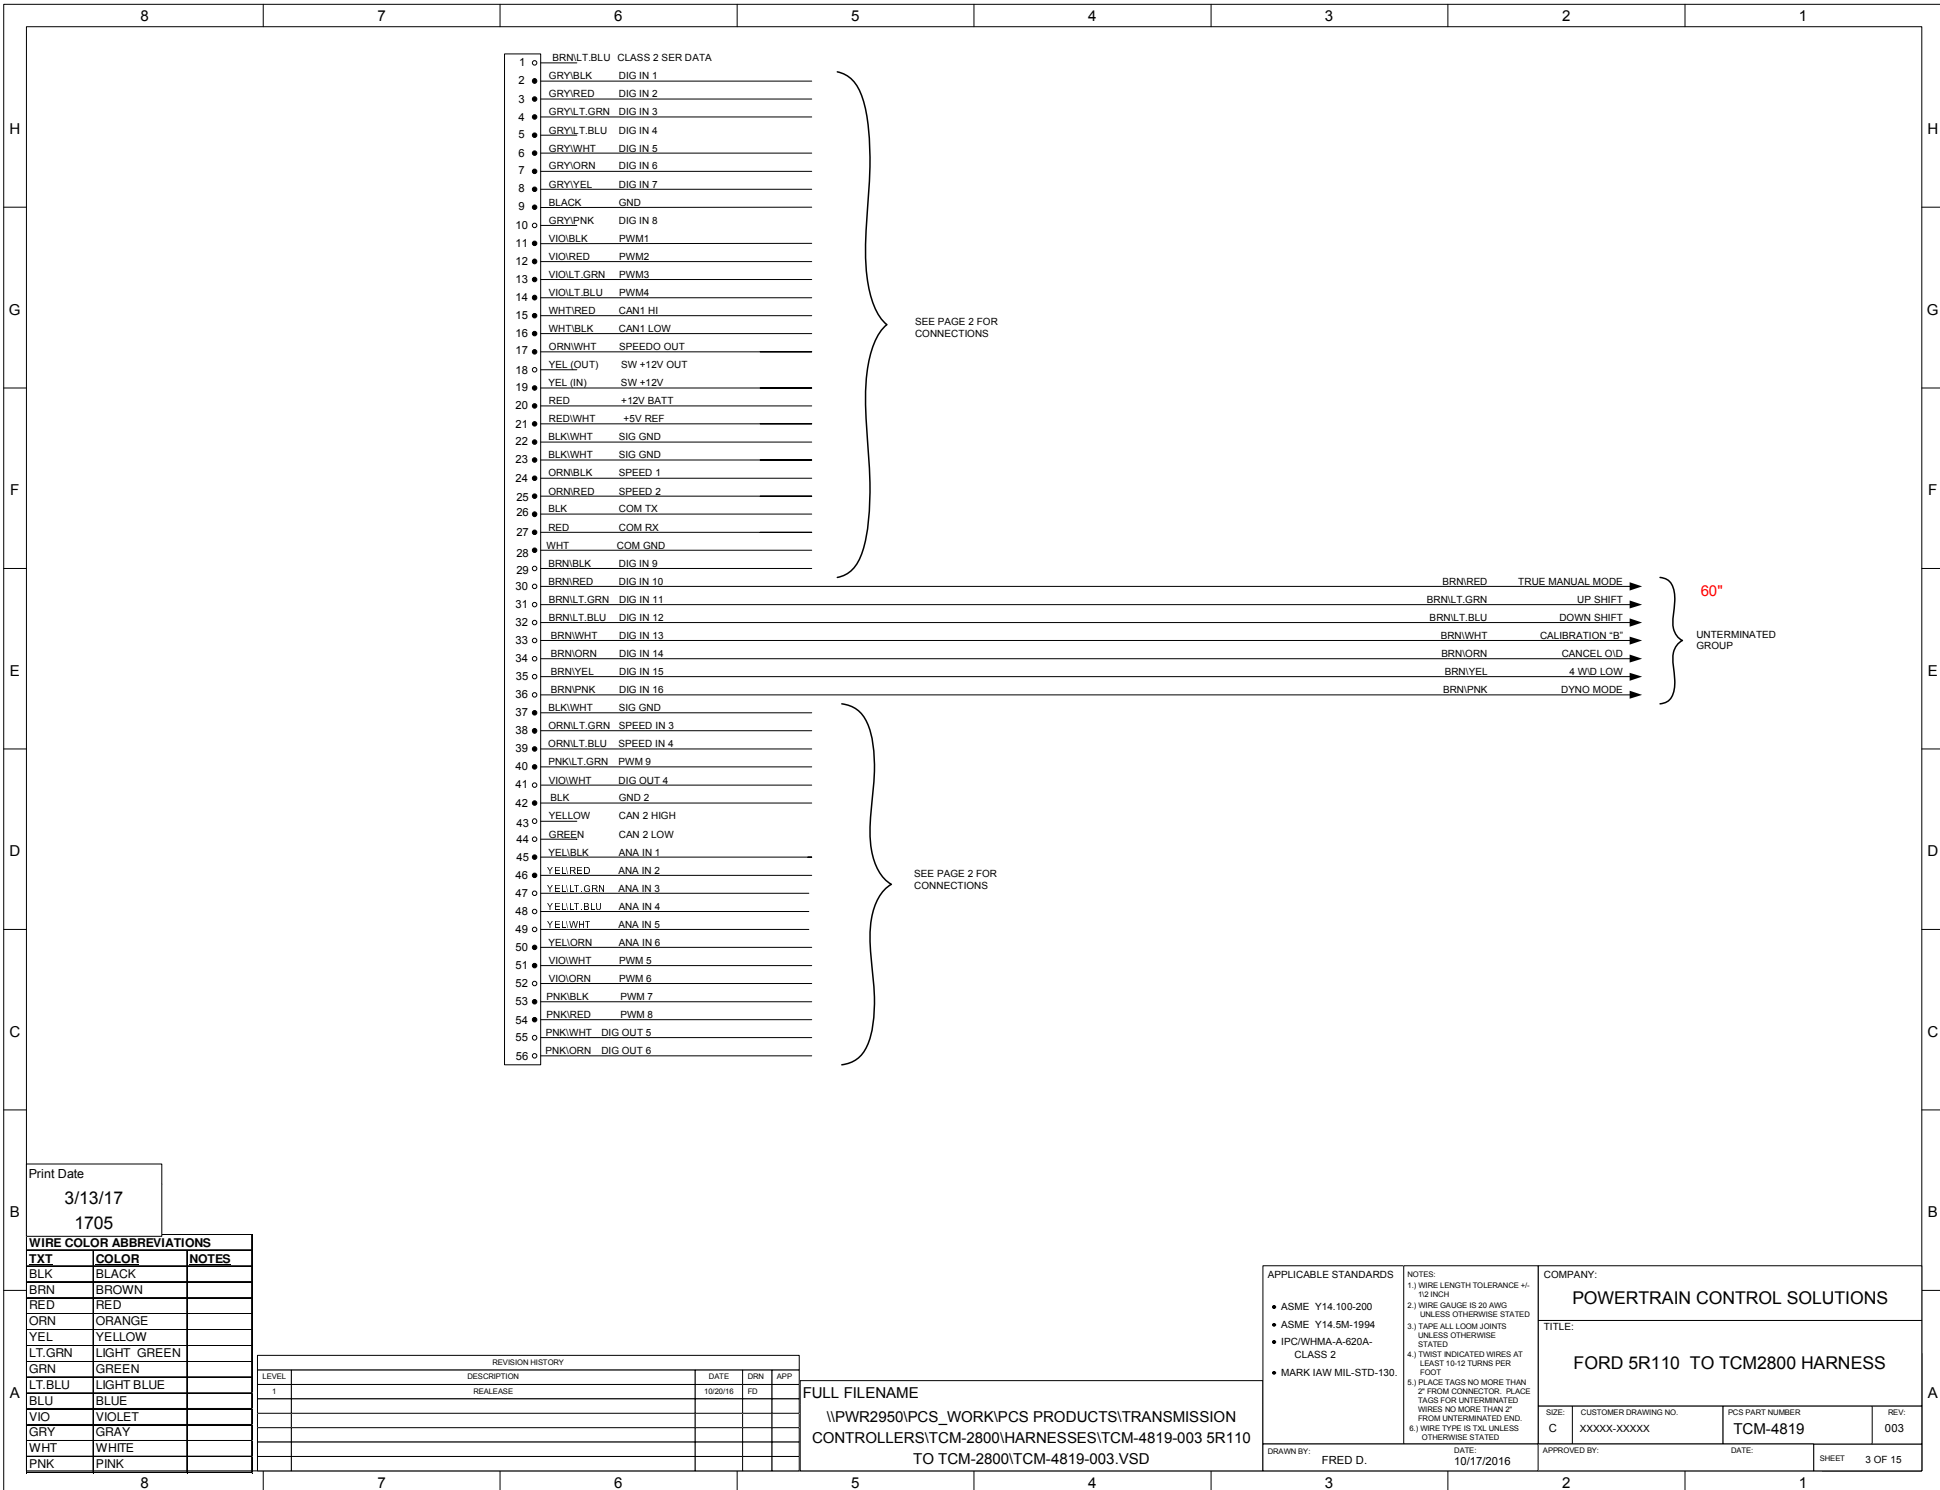 8 7 6 5 4 3 2 1
1 BRN\LT.BLU CLASS 2 SER DATA
2 GRY\BLK DIG IN 1
3 GRY\RED DIG IN 2
4 GRY\LT.GRN DIG IN 3
5 GRY\LT.BLU DIG IN 4
6 GRY\WHT DIG IN 5
7 GRY\ORN DIG IN 6
8 GRY\YEL DIG IN 7
9 BLACK GND
10 GRY\PNK DIG IN 8
11 VIO\BLK PWM1
12 VIO\RED PWM2
13 VIO\LT.GRN PWM3
14 VIO\LT.BLU PWM4
15 WHT\RED CAN1 HI
16 WHT\BLK CAN1 LOW
17 ORN\WHT SPEEDO OUT
18 YEL (OUT) SW +12V OUT
19 YEL (IN) SW +12V
20 RED +12V BATT
21 RED\WHT +5V REF
22 BLK\WHT SIG GND
23 BLK\WHT SIG GND
24 ORN\BLK SPEED 1
25 ORN\RED SPEED 2
26 BLK COM TX
27 RED COM RX
28 WHT COM GND
29 BRN\BLK DIG IN 9
SEE PAGE 2 FOR
CONNECTIONS
30 BRN\RED DIG IN 10 BRN\RED TRUE MANUAL MODE
31 BRN\LT.GRN DIG IN 11 BRN\LT.GRN UP SHIFT
32 BRN\LT.BLU DIG IN 12 BRN\LT.BLU DOWN SHIFT
33 BRN\WHT DIG IN 13 BRN\WHT CALIBRATION "B"
34 BRN\ORN DIG IN 14 BRN\ORN CANCEL O\D
35 BRN\YEL DIG IN 15 BRN\YEL 4 W\D LOW
36 BRN\PNK DIG IN 16 BRN\PNK DYNO MODE
60"
UNTERMINATED
GROUP
37 BLK\WHT SIG GND
38 ORN\LT.GRN SPEED IN 3
39 ORN\LT.BLU SPEED IN 4
40 PNK\LT.GRN PWM 9
41 VIO\WHT DIG OUT 4
42 BLK GND 2
43 YELLOW CAN 2 HIGH
44 GREEN CAN 2 LOW
45 YEL\BLK ANA IN 1
46 YEL\RED ANA IN 2
47 YEL\LT.GRN ANA IN 3
48 YEL\LT.BLU ANA IN 4
49 YEL\WHT ANA IN 5
50 YEL\ORN ANA IN 6
51 VIO\WHT PWM 5
52 VIO\ORN PWM 6
53 PNK\BLK PWM 7
54 PNK\RED PWM 8
55 PNK\WHT DIG OUT 5
56 PNK\ORN DIG OUT 6
SEE PAGE 2 FOR
CONNECTIONS
H H
G G
F F
E E
D D
C C
B B
A A
Print Date
3/13/17
1705
WIRE COLOR ABBREVIATIONS
TXT COLOR NOTES
BLK BLACK
BRN BROWN
RED RED
ORN ORANGE
YEL YELLOW
LT.GRN LIGHT GREEN
GRN GREEN
LT.BLU LIGHT BLUE
BLU BLUE
VIO VIOLET
GRY GRAY
WHT WHITE
PNK PINK
REVISION HISTORY
LEVEL DESCRIPTION DATE DRN APP
1 REALEASE 10/20/16 FD
FULL FILENAME
\\PWR2950\PCS_WORK\PCS PRODUCTS\TRANSMISSION
CONTROLLERS\TCM-2800\HARNESSES\TCM-4819-003 5R110
TO TCM-2800\TCM-4819-003.VSD
APPLICABLE STANDARDS
• ASME Y14.100-200
• ASME Y14.5M-1994
• IPC/WHMA-A-620A-
CLASS 2
• MARK IAW MIL-STD-130.
NOTES:
1.) WIRE LENGTH TOLERANCE +/-
1\2 INCH
2.) WIRE GAUGE IS 20 AWG
UNLESS OTHERWISE STATED
3.) TAPE ALL LOOM JOINTS
UNLESS OTHERWISE
STATED
4.) TWIST INDICATED WIRES AT
LEAST 10-12 TURNS PER
FOOT
5.) PLACE TAGS NO MORE THAN
2" FROM CONNECTOR. PLACE
TAGS FOR UNTERMINATED
WIRES NO MORE THAN 2"
FROM UNTERMINATED END.
6.) WIRE TYPE IS TXL UNLESS
OTHERWISE STATED
COMPANY:
POWERTRAIN CONTROL SOLUTIONS
TITLE:
FORD 5R110 TO TCM2800 HARNESS
SIZE: CUSTOMER DRAWING NO. PCS PART NUMBER REV:
C XXXXX-XXXXX TCM-4819 003
DRAWN BY: DATE: APPROVED BY: DATE:
FRED D. 10/17/2016 SHEET 3 OF 15
8 7 6 5 4 3 2 1